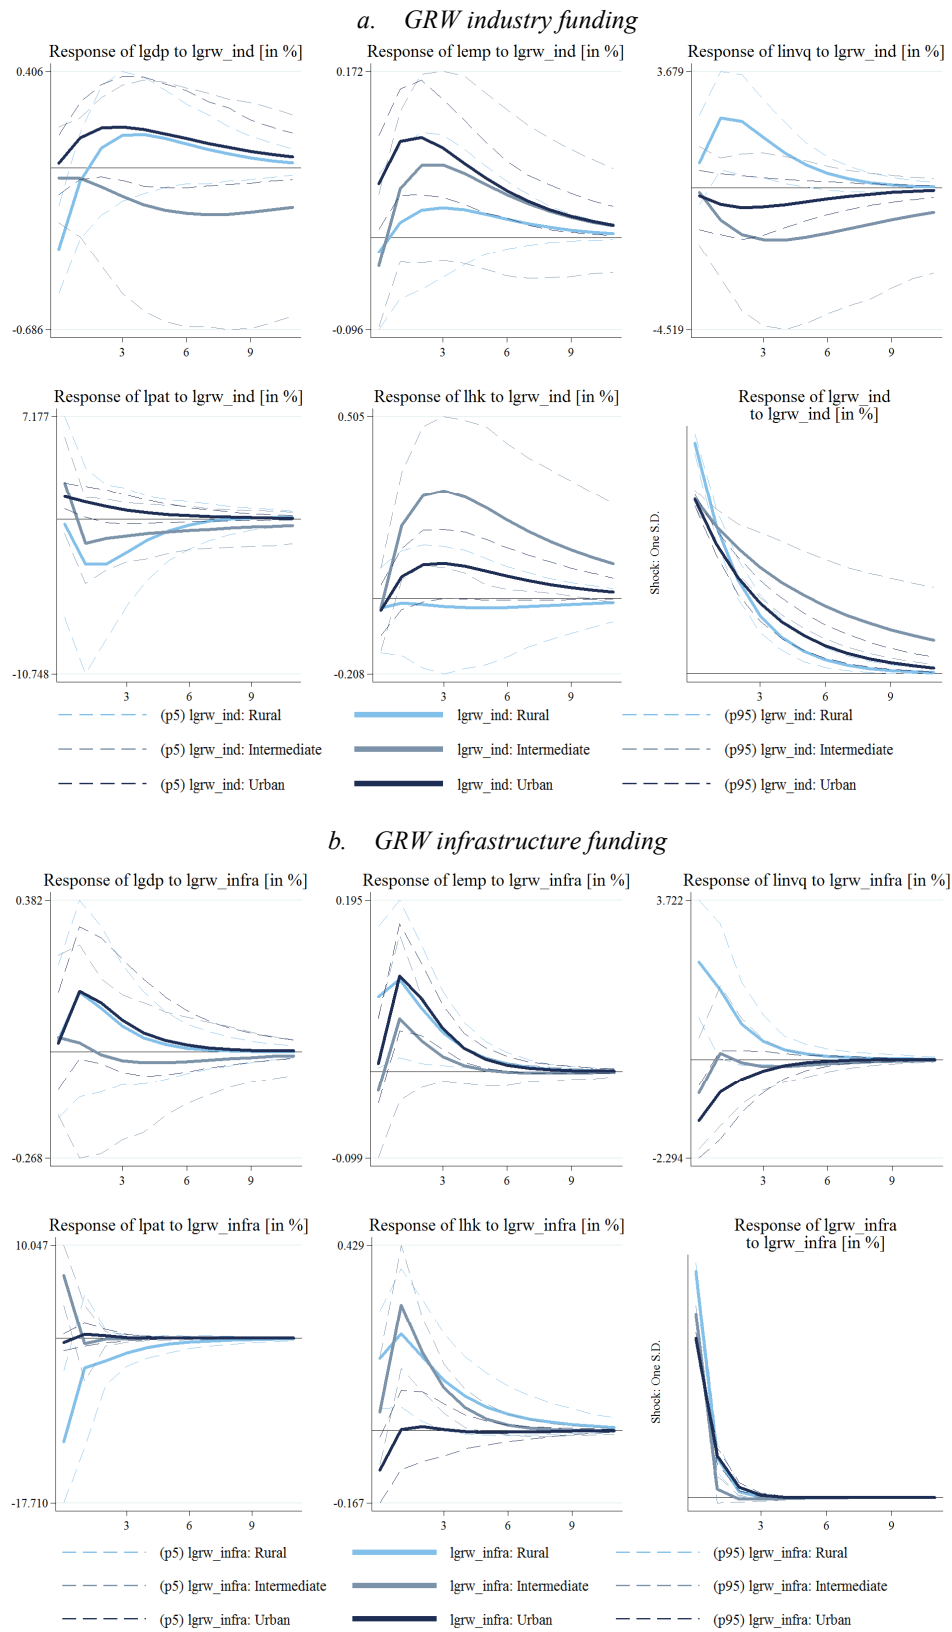 a. GRW industry funding
Response of lgdp to lgrw_ind [in %]
Response of lemp to lgrw_ind [in %]
Response of linvq to lgrw_ind [in %]
0.406
0.172
3.679
-0.686
-0.096
-4.519
3 6 9
3 6 9
3 6 9
Response of lpat to lgrw_ind [in %]
Response of lhk to lgrw_ind [in %]
Response of lgrw_ind
to lgrw_ind [in %]
7.177
0.505
Shock: One S.D.
-10.748
-0.208
3 6 9
3 6 9
3 6 9
(p5) lgrw_ind: Rural
lgrw_ind: Rural
(p95) lgrw_ind: Rural
(p5) lgrw_ind: Intermediate
lgrw_ind: Intermediate
(p95) lgrw_ind: Intermediate
(p5) lgrw_ind: Urban
lgrw_ind: Urban
(p95) lgrw_ind: Urban
b. GRW infrastructure funding
Response of lgdp to lgrw_infra [in %]
Response of lemp to lgrw_infra [in %]
Response of linvq to lgrw_infra [in %]
0.382
0.195
3.722
-0.268
-0.099
-2.294
3 6 9
3 6 9
3 6 9
Response of lpat to lgrw_infra [in %]
Response of lhk to lgrw_infra [in %]
Response of lgrw_infra
to lgrw_infra [in %]
10.047
0.429
Shock: One S.D.
-17.710
-0.167
3 6 9
3 6 9
3 6 9
(p5) lgrw_infra: Rural
lgrw_infra: Rural
(p95) lgrw_infra: Rural
(p5) lgrw_infra: Intermediate
lgrw_infra: Intermediate
(p95) lgrw_infra: Intermediate
(p5) lgrw_infra: Urban
lgrw_infra: Urban
(p95) lgrw_infra: Urban